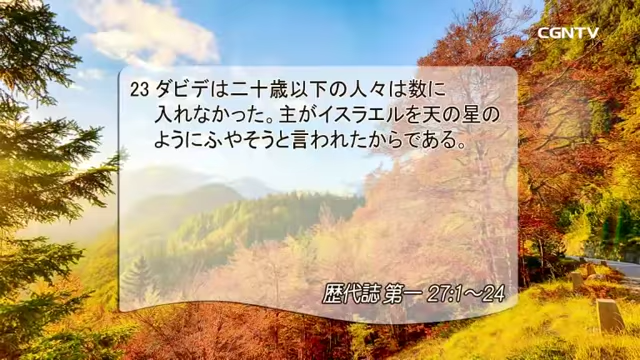 CGNTV
23 ダビデは二十歳以下の人々は数に
入れなかった。主がイスラエルを天の星の
ようにふやそうと言われたからである。
歴代誌 第一 27:1～24